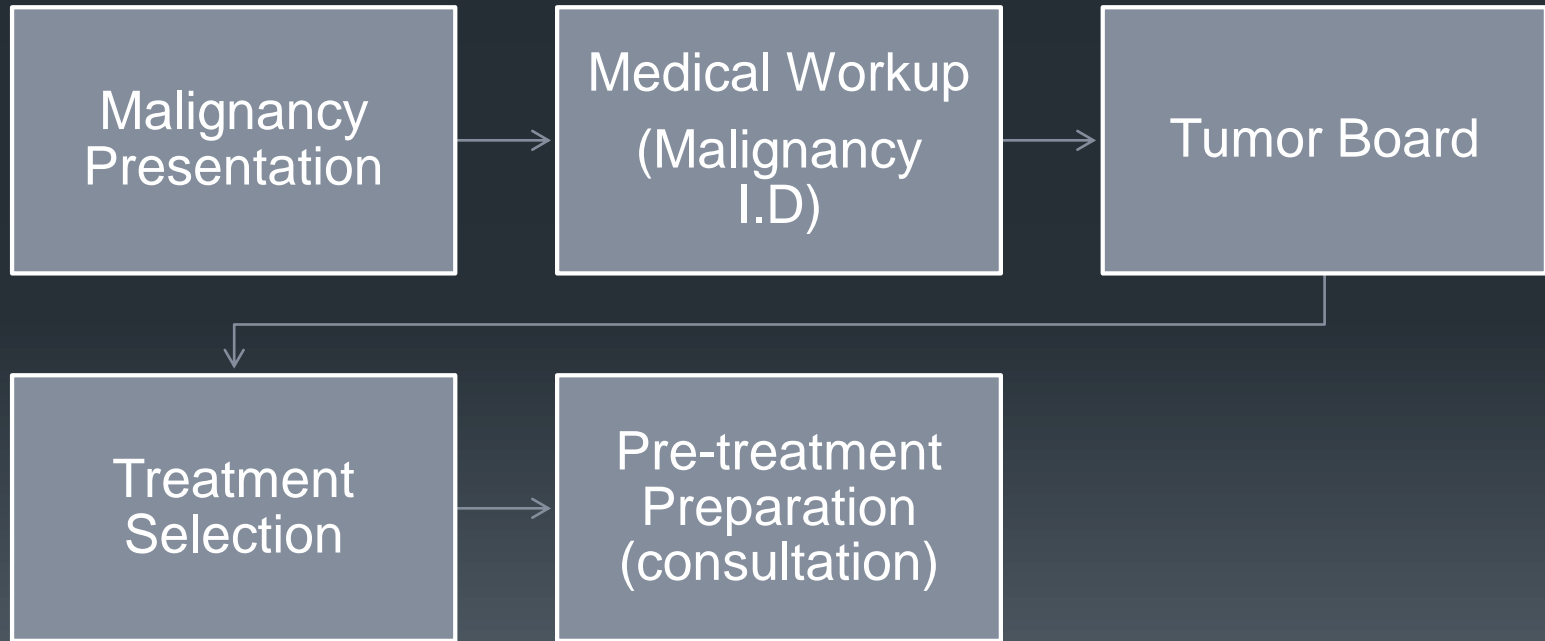 Malignancy
Presentation
Medical Workup
(Malignancy
I.D)
Tumor Board
Treatment
Selection
Pre-treatment
Preparation
(consultation)